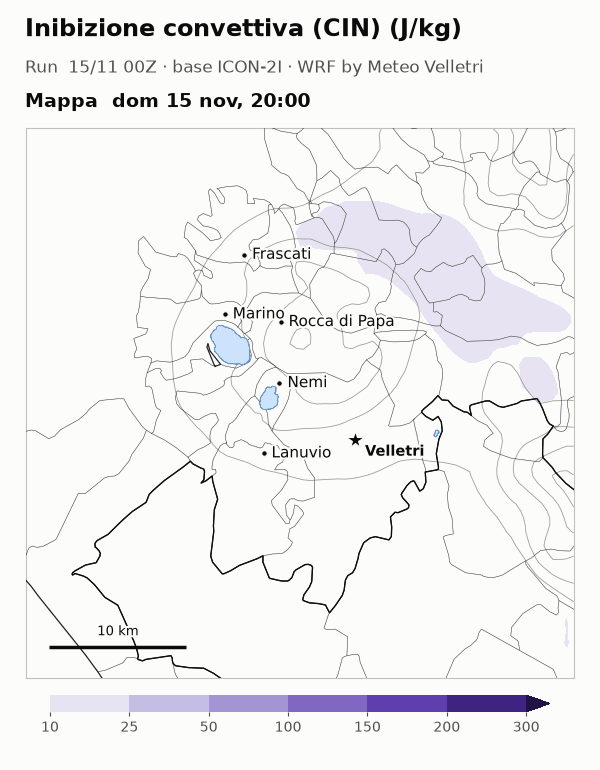 Inibizione convettiva (CIN) (J/kg)
Run  15/11 00Z · base ICON-2I · WRF by Meteo Velletri
Mappa  dom 15 nov, 20:00
Frascati
Marino
Rocca di Papa
Nemi
Velletri
Lanuvio
10 km
10 25 50 100 150 200 300